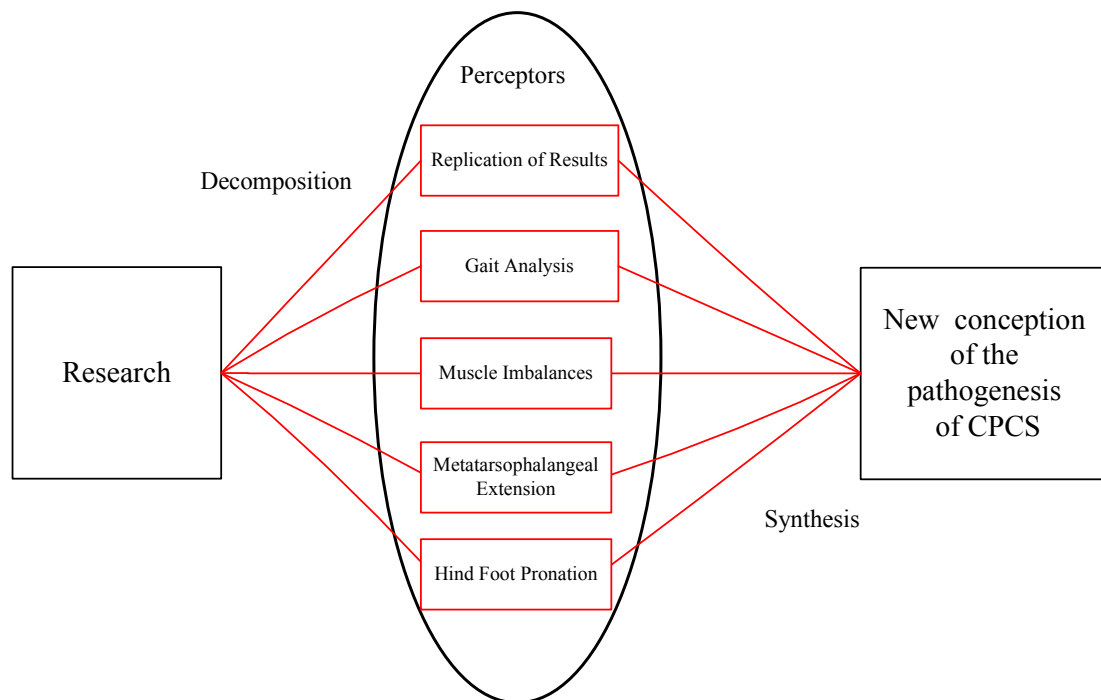 Perceptors
Replication of Results
Decomposition
Gait Analysis
Research
Muscle Imbalances
New conception
of the
pathogenesis
of CPCS
Metatarsophalangeal
Extension
Synthesis
Hind Foot Pronation